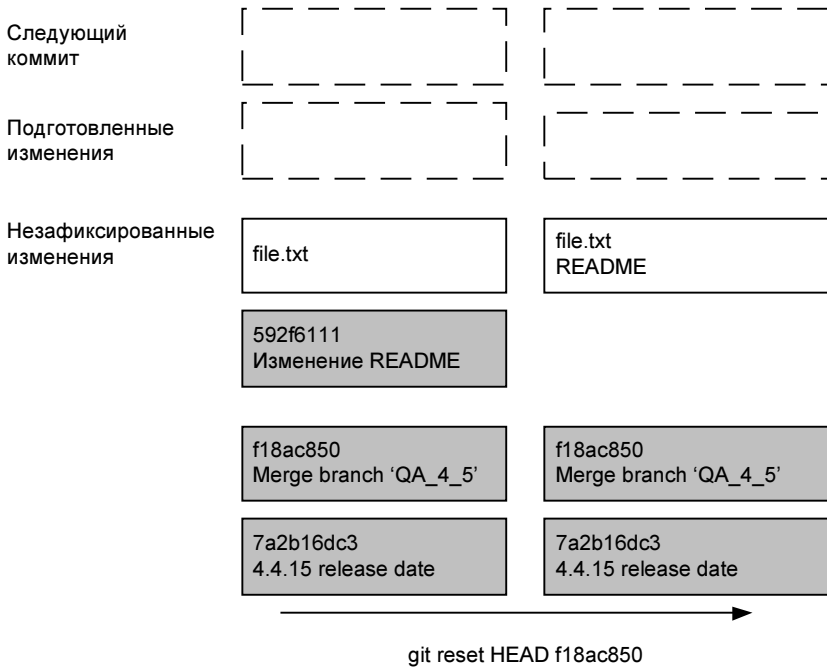 Следующий
коммит
Подготовленные
изменения
Незафиксированные
изменения
file.txt
file.txt
README
592f6111
Изменение README
f18ac850
Merge branch ‘QA_4_5’
f18ac850
Merge branch ‘QA_4_5’
7a2b16dc3
4.4.15 release date
7a2b16dc3
4.4.15 release date
git reset HEAD f18ac850